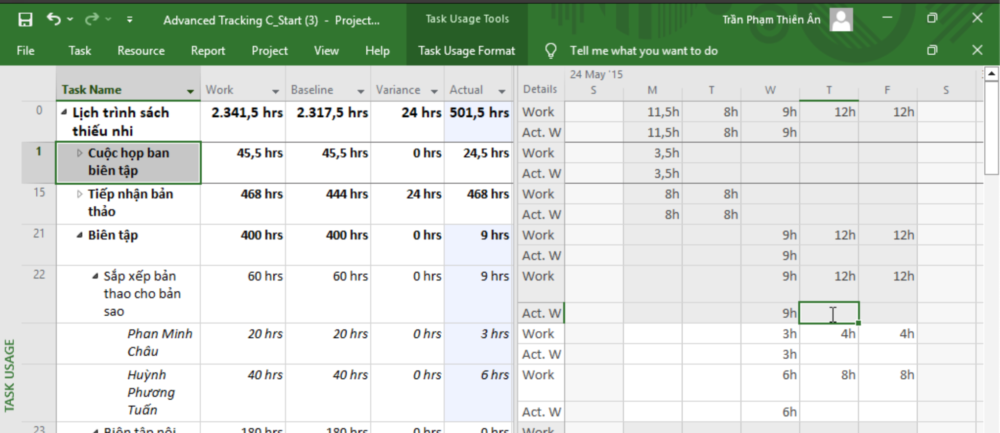 Advanced Tracking C_Start (3) - Project...
Task Usage Tools
Trần Phạm Thiên Ân
File Task Resource Report Project View Help Task Usage Format Tell me what you want to do
24 May '15
Task Name Work Baseline Variance Actual Details S M T W T F S
0 Lịch trình sách 2.341,5 hrs 2.317,5 hrs 24 hrs 501,5 hrs Work 11,5h 8h 9h 12h 12h
thiếu nhi Act. W 11,5h 8h 9h
1 Cuộc họp ban 45,5 hrs 45,5 hrs 0 hrs 24,5 hrs Work 3,5h
biên tập Act. W 3,5h
15 Tiếp nhận bản 468 hrs 444 hrs 24 hrs 468 hrs Work 8h 8h
thảo Act. W 8h 8h
21 Biên tập 400 hrs 400 hrs 0 hrs 9 hrs Work 9h 12h 12h
Act. W 9h
22 Sắp xếp bản 60 hrs 60 hrs 0 hrs 9 hrs Work 9h 12h 12h
thao cho bản
sao Act. W 9h
Phan Minh 20 hrs 20 hrs 0 hrs 3 hrs Work 3h 4h 4h
Châu Act. W 3h
Huỳnh 40 hrs 40 hrs 0 hrs 6 hrs Work 6h 8h 8h
Phương
Tuấn Act. W 6h
23 Biên tập nội 180 hrs 180 hrs 0 hrs 0 hrs Work
TASK USAGE